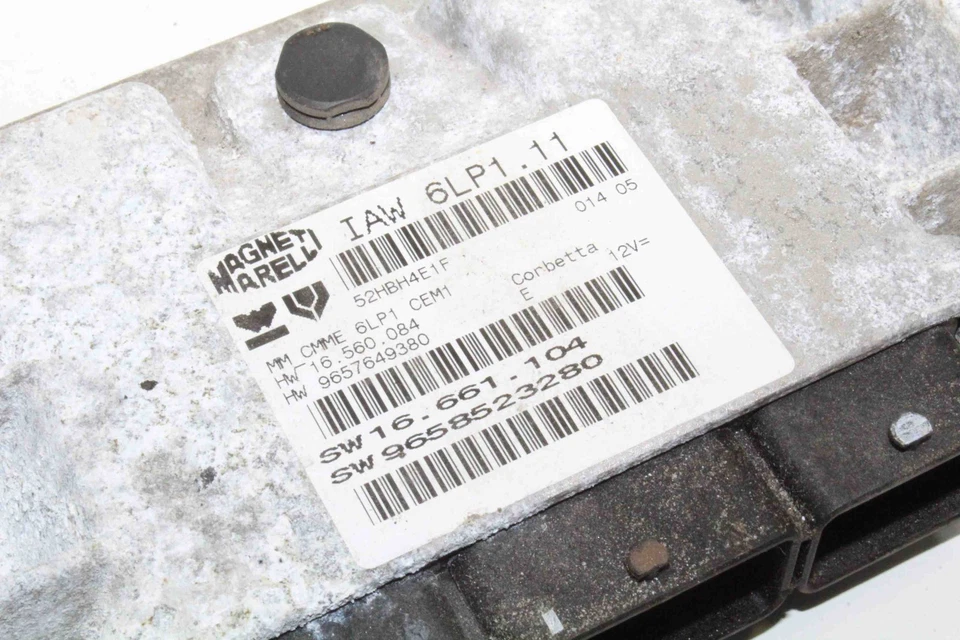 MAGNETI
MARELLI
IAW 6LP1.11
014 05
52HBH4E1F
Corbetta 12V=
MM CMME 6LP1 CEM1
E
HW 16.560.084
HW 9657649380
SW 16-661-104
SW 9658523280